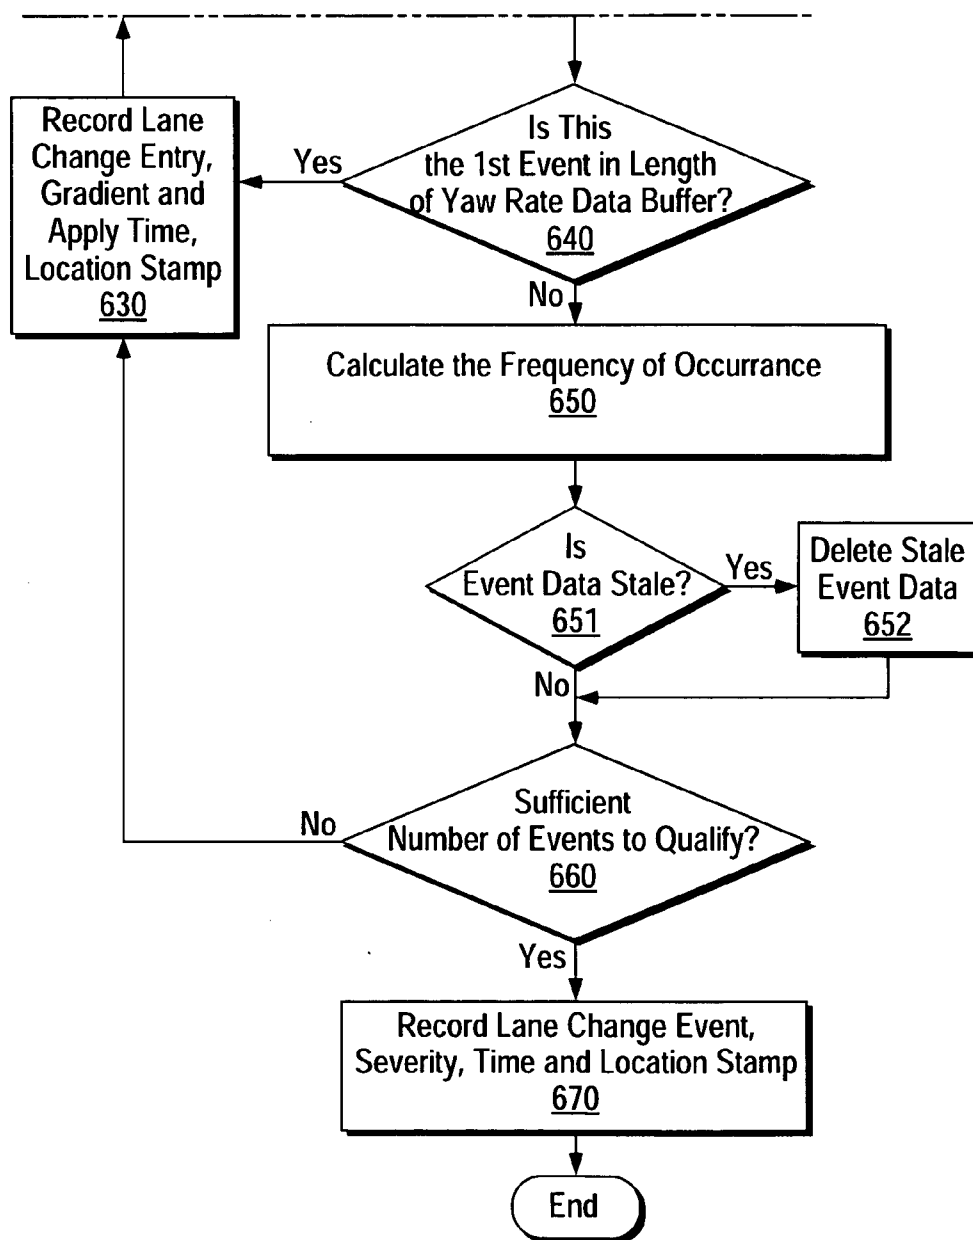 Record Lane
Change Entry,
Gradient and
Apply Time,
Location Stamp
630
Yes
Is This
the 1st Event in Length
of Yaw Rate Data Buffer?
640
No
Calculate the Frequency of Occurrance
650
Is
Event Data Stale?
651
Yes
Delete Stale
Event Data
652
No
Sufficient
Number of Events to Qualify?
660
No
Yes
Record Lane Change Event,
Severity, Time and Location Stamp
670
End